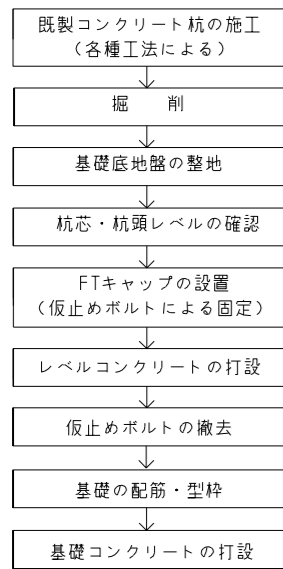 既製コンクリート杭の施工
(各種工法による)
掘　削
基礎底地盤の整地
杭芯・杭頭レベルの確認
FTキャップの設置
(仮止めボルトによる固定)
レベルコンクリートの打設
仮止めボルトの撤去
基礎の配筋・型枠
基礎コンクリートの打設